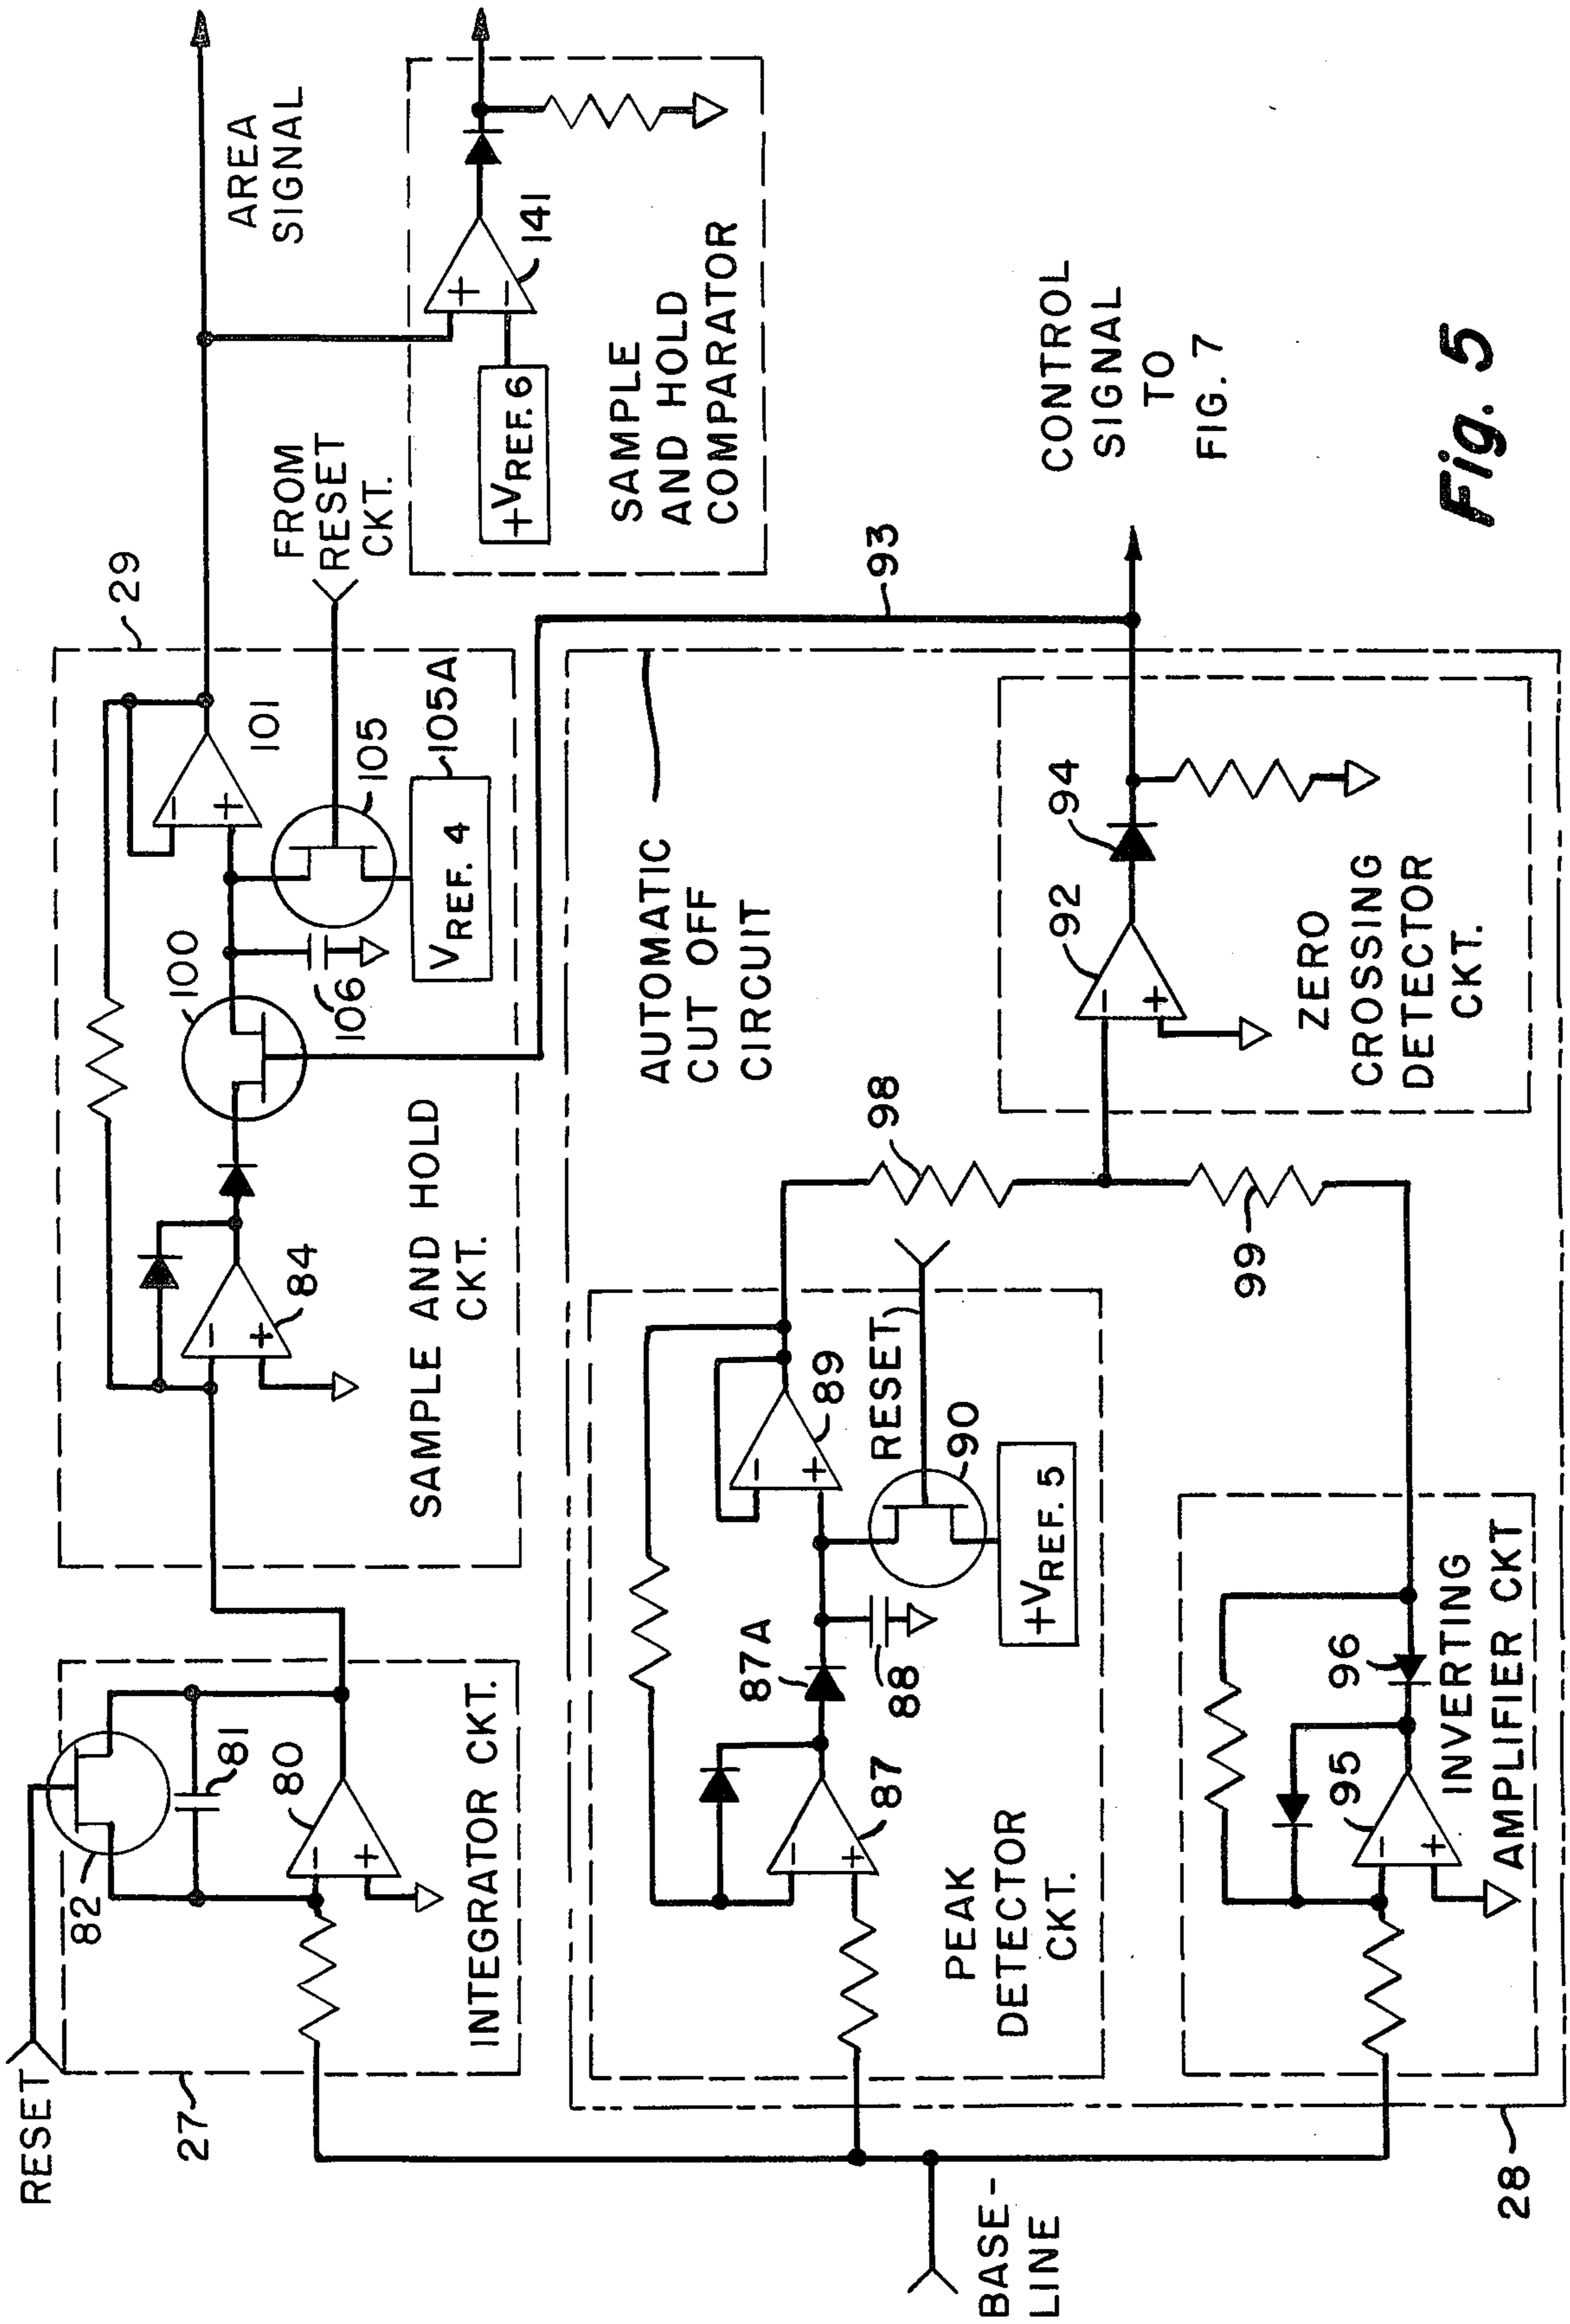 RESET
82
81
80
27
INTEGRATOR CKT.
84
100
106
101
29
105
105A
VREF. 4
SAMPLE AND HOLD
CKT.
FROM
RESET
CKT.
AREA
SIGNAL
141
+VREF. 6
SAMPLE
AND HOLD
COMPARATOR
93
AUTOMATIC
CUT OFF
CIRCUIT
BASE-
LINE
87
87A
88
89
RESET
90
+VREF. 5
PEAK
DETECTOR
CKT.
98
99
92
94
ZERO
CROSSING
DETECTOR
CKT.
CONTROL
SIGNAL
TO
FIG. 7
95
96
INVERTING
AMPLIFIER CKT
28
Fig. 5